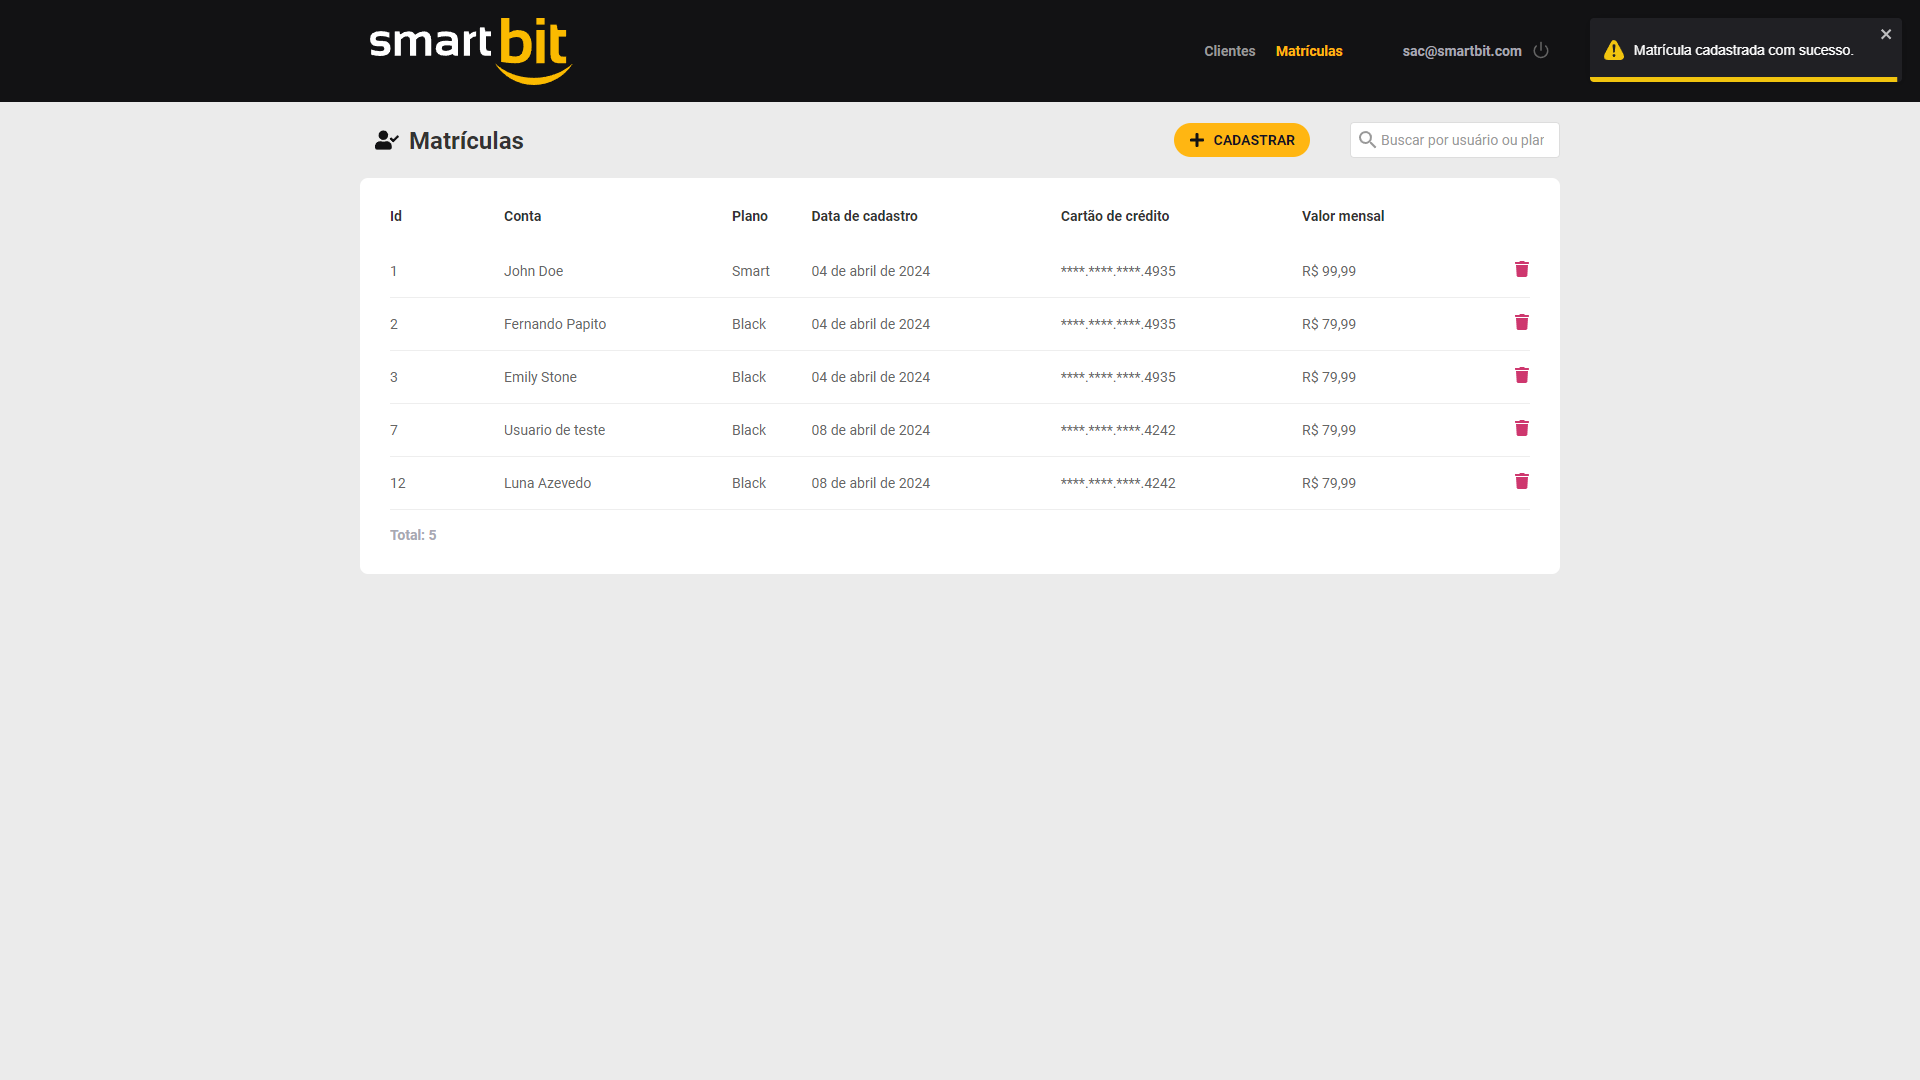 smartbit
Clientes Matrículas sac@smartbit.com
Matrícula cadastrada com sucesso.
Matrículas
CADASTRAR
Buscar por usuário ou plar
Id Conta Plano Data de cadastro Cartão de crédito Valor mensal
1 John Doe Smart 04 de abril de 2024 ****.****.****.4935 R$ 99,99
2 Fernando Papito Black 04 de abril de 2024 ****.****.****.4935 R$ 79,99
3 Emily Stone Black 04 de abril de 2024 ****.****.****.4935 R$ 79,99
7 Usuario de teste Black 08 de abril de 2024 ****.****.****.4242 R$ 79,99
12 Luna Azevedo Black 08 de abril de 2024 ****.****.****.4242 R$ 79,99
Total: 5